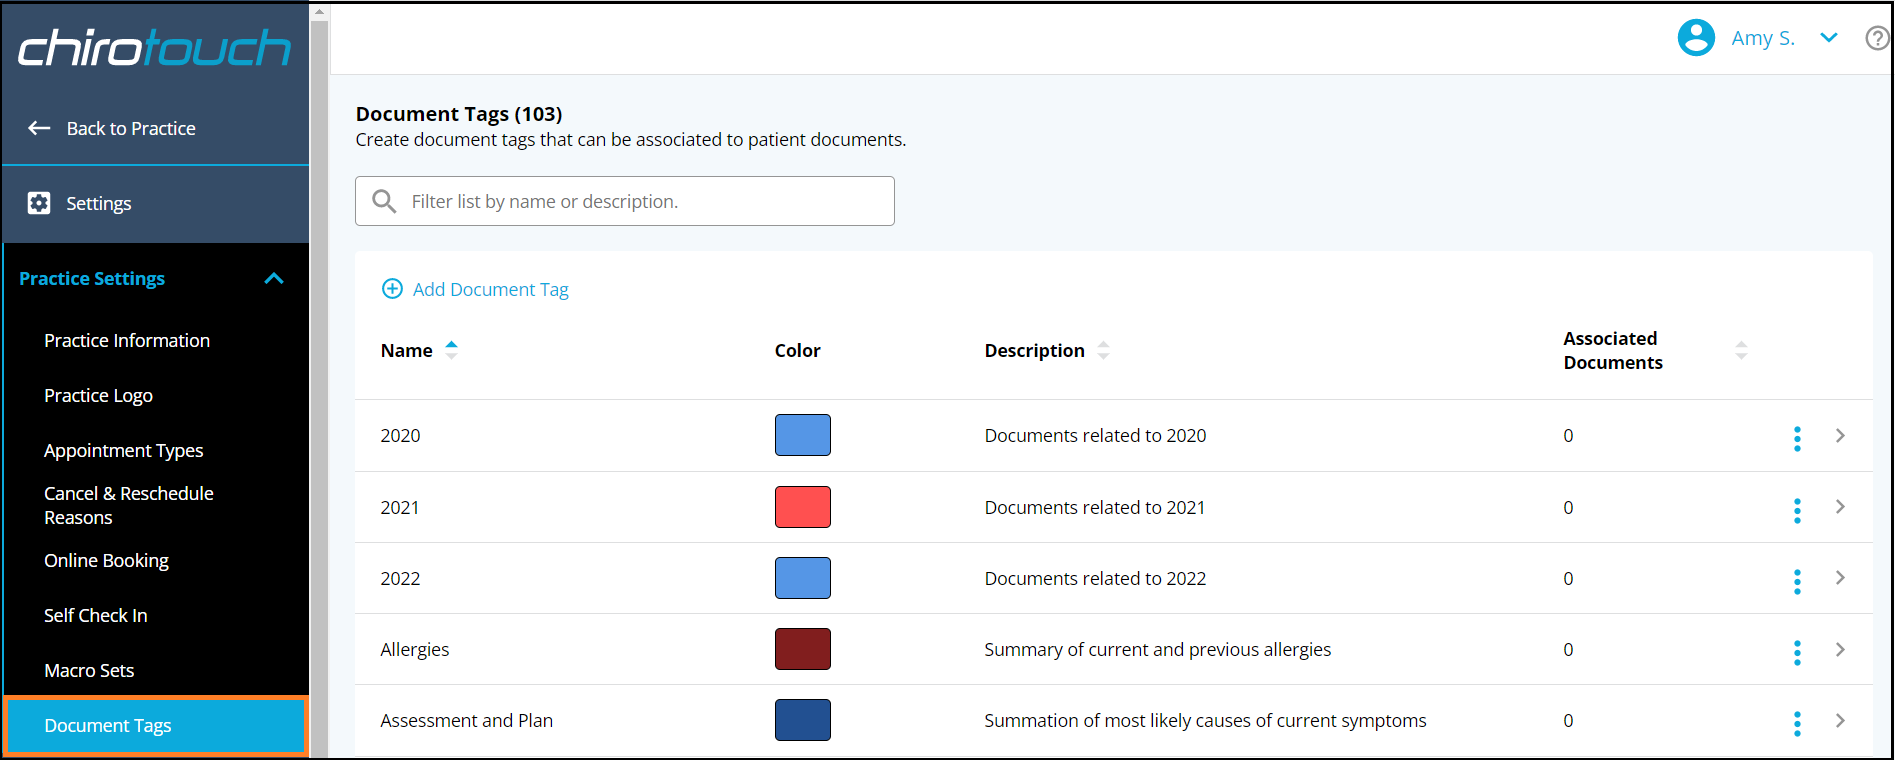 chirotouch
Amy S.
?
Back to Practice
Settings
Practice Settings
Practice Information
Practice Logo
Appointment Types
Cancel & Reschedule
Reasons
Online Booking
Self Check In
Macro Sets
Document Tags
Document Tags (103)
Create document tags that can be associated to patient documents.
Filter list by name or description.
Add Document Tag
Name Color Description Associated
Documents
2020 Documents related to 2020 0
2021 Documents related to 2021 0
2022 Documents related to 2022 0
Allergies Summary of current and previous allergies 0
Assessment and Plan Summation of most likely causes of current symptoms 0